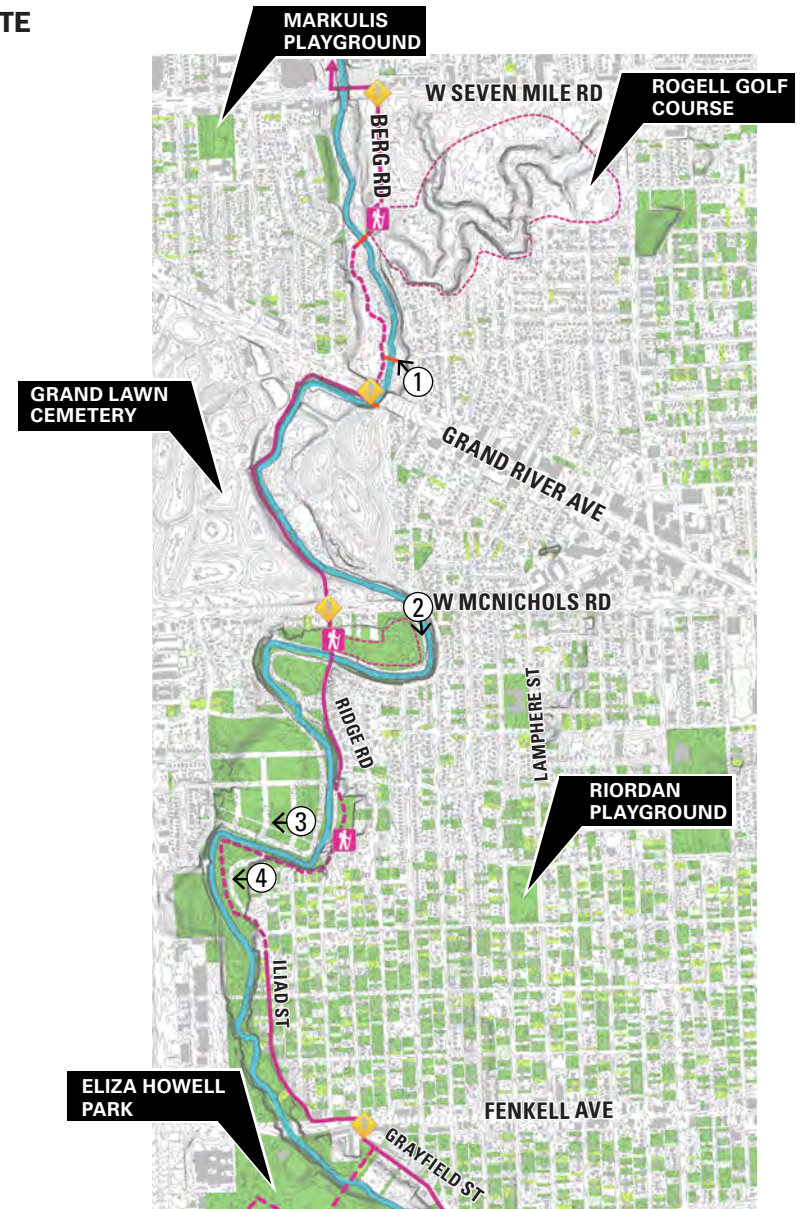 TE
MARKULIS
PLAYGROUND
W SEVEN MILE RD
ROGELL GOLF
COURSE
BERG RD
1
GRAND LAWN
CEMETERY
GRAND RIVER AVE
2
W MCNICHOLS RD
RIDGE RD
LAMPHERE ST
RIORDAN
PLAYGROUND
3
4
ILIAD ST
ELIZA HOWELL
PARK
FENKELL AVE
GRAYFIELD ST